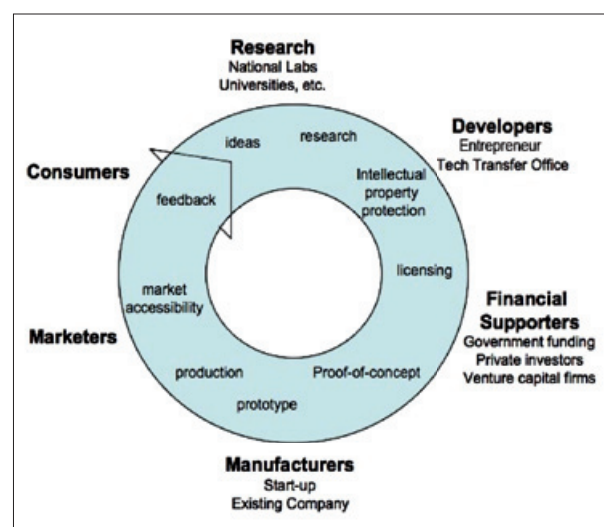 Research
National Labs
Universities, etc.
ideas
research
Developers
Entrepreneur
Tech Transfer Office
Intellectual
property
protection
licensing
Financial
Supporters
Government funding
Private investors
Venture capital firms
Proof-of-concept
prototype
production
Manufacturers
Start-up
Existing Company
Marketers
market
accessibility
Consumers
feedback